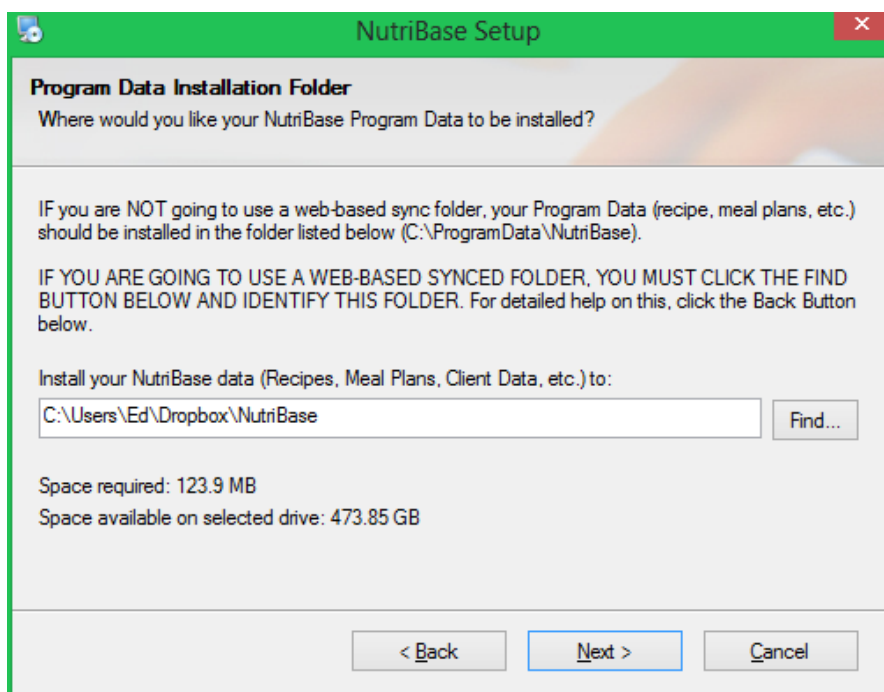 NutriBase Setup
Program Data Installation Folder
Where would you like your NutriBase Program Data to be installed?
IF you are NOT going to use a web-based sync folder, your Program Data (recipe, meal plans, etc.)
should be installed in the folder listed below (C:\ProgramData\NutriBase).
IF YOU ARE GOING TO USE A WEB-BASED SYNCED FOLDER, YOU MUST CLICK THE FIND
BUTTON BELOW AND IDENTIFY THIS FOLDER. For detailed help on this, click the Back Button
below.
Install your NutriBase data (Recipes, Meal Plans, Client Data, etc.) to:
C:\Users\Ed\Dropbox\NutriBase
Find...
Space required: 123.9 MB
Space available on selected drive: 473.85 GB
< Back Next > Cancel